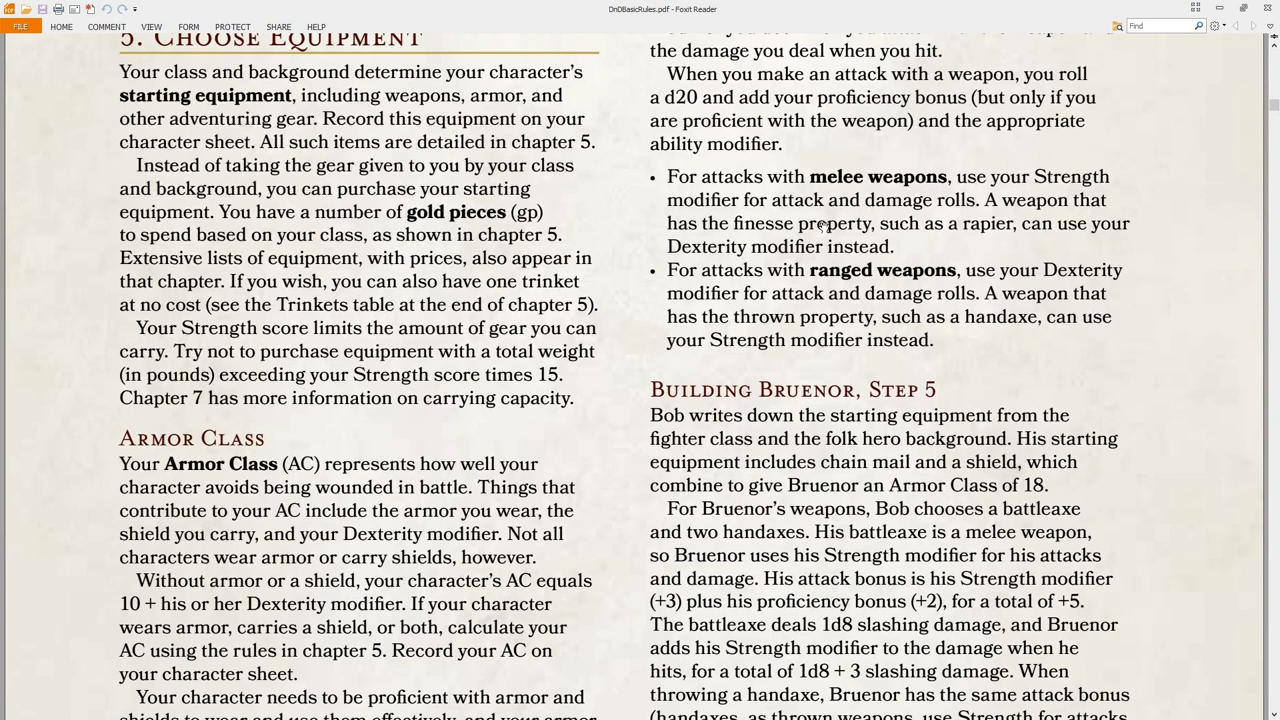 DnDBasicRules.pdf - Foxit Reader
FILE HOME COMMENT VIEW FORM PROTECT SHARE HELP
Find
5. Choose Equipment
Your class and background determine your character's
starting equipment, including weapons, armor, and
other adventuring gear. Record this equipment on your
character sheet. All such items are detailed in chapter 5.
Instead of taking the gear given to you by your class
and background, you can purchase your starting
equipment. You have a number of gold pieces (gp)
to spend based on your class, as shown in chapter 5.
Extensive lists of equipment, with prices, also appear in
that chapter. If you wish, you can also have one trinket
at no cost (see the Trinkets table at the end of chapter 5).
Your Strength score limits the amount of gear you can
carry. Try not to purchase equipment with a total weight
(in pounds) exceeding your Strength score times 15.
Chapter 7 has more information on carrying capacity.
Armor Class
Your Armor Class (AC) represents how well your
character avoids being wounded in battle. Things that
contribute to your AC include the armor you wear, the
shield you carry, and your Dexterity modifier. Not all
characters wear armor or carry shields, however.
Without armor or a shield, your character's AC equals
10 + his or her Dexterity modifier. If your character
wears armor, carries a shield, or both, calculate your
AC using the rules in chapter 5. Record your AC on
your character sheet.
Your character needs to be proficient with armor and
shields to wear and use them effectively, and your armor
the damage you deal when you hit.
When you make an attack with a weapon, you roll
a d20 and add your proficiency bonus (but only if you
are proficient with the weapon) and the appropriate
ability modifier.
• For attacks with melee weapons, use your Strength
modifier for attack and damage rolls. A weapon that
has the finesse property, such as a rapier, can use your
Dexterity modifier instead.
• For attacks with ranged weapons, use your Dexterity
modifier for attack and damage rolls. A weapon that
has the thrown property, such as a handaxe, can use
your Strength modifier instead.
Building Bruenor, Step 5
Bob writes down the starting equipment from the
fighter class and the folk hero background. His starting
equipment includes chain mail and a shield, which
combine to give Bruenor an Armor Class of 18.
For Bruenor's weapons, Bob chooses a battleaxe
and two handaxes. His battleaxe is a melee weapon,
so Bruenor uses his Strength modifier for his attacks
and damage. His attack bonus is his Strength modifier
(+3) plus his proficiency bonus (+2), for a total of +5.
The battleaxe deals 1d8 slashing damage, and Bruenor
adds his Strength modifier to the damage when he
hits, for a total of 1d8 + 3 slashing damage. When
throwing a handaxe, Bruenor has the same attack bonus
(handaxes, as thrown weapons, use Strength for attacks